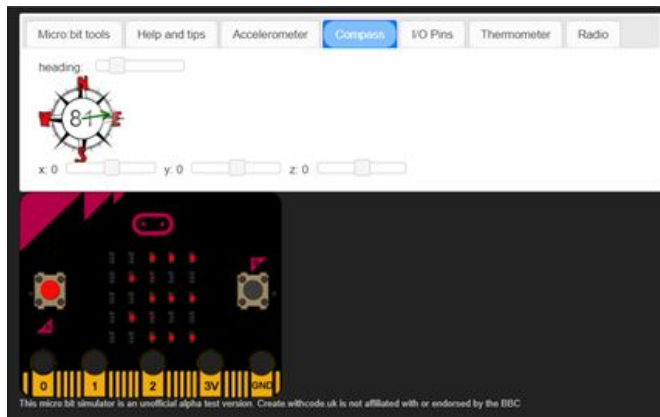 Micro:bit tools Help and tips Accelerometer Compass I/O Pins Thermometer Radio
heading:
N
81
E
S
x: 0 y: 0 z: 0
0 1 2 3V GND
This micro:bit simulator is an unofficial alpha test version. Create.withcode.uk is not affiliated with or endorsed by the BBC